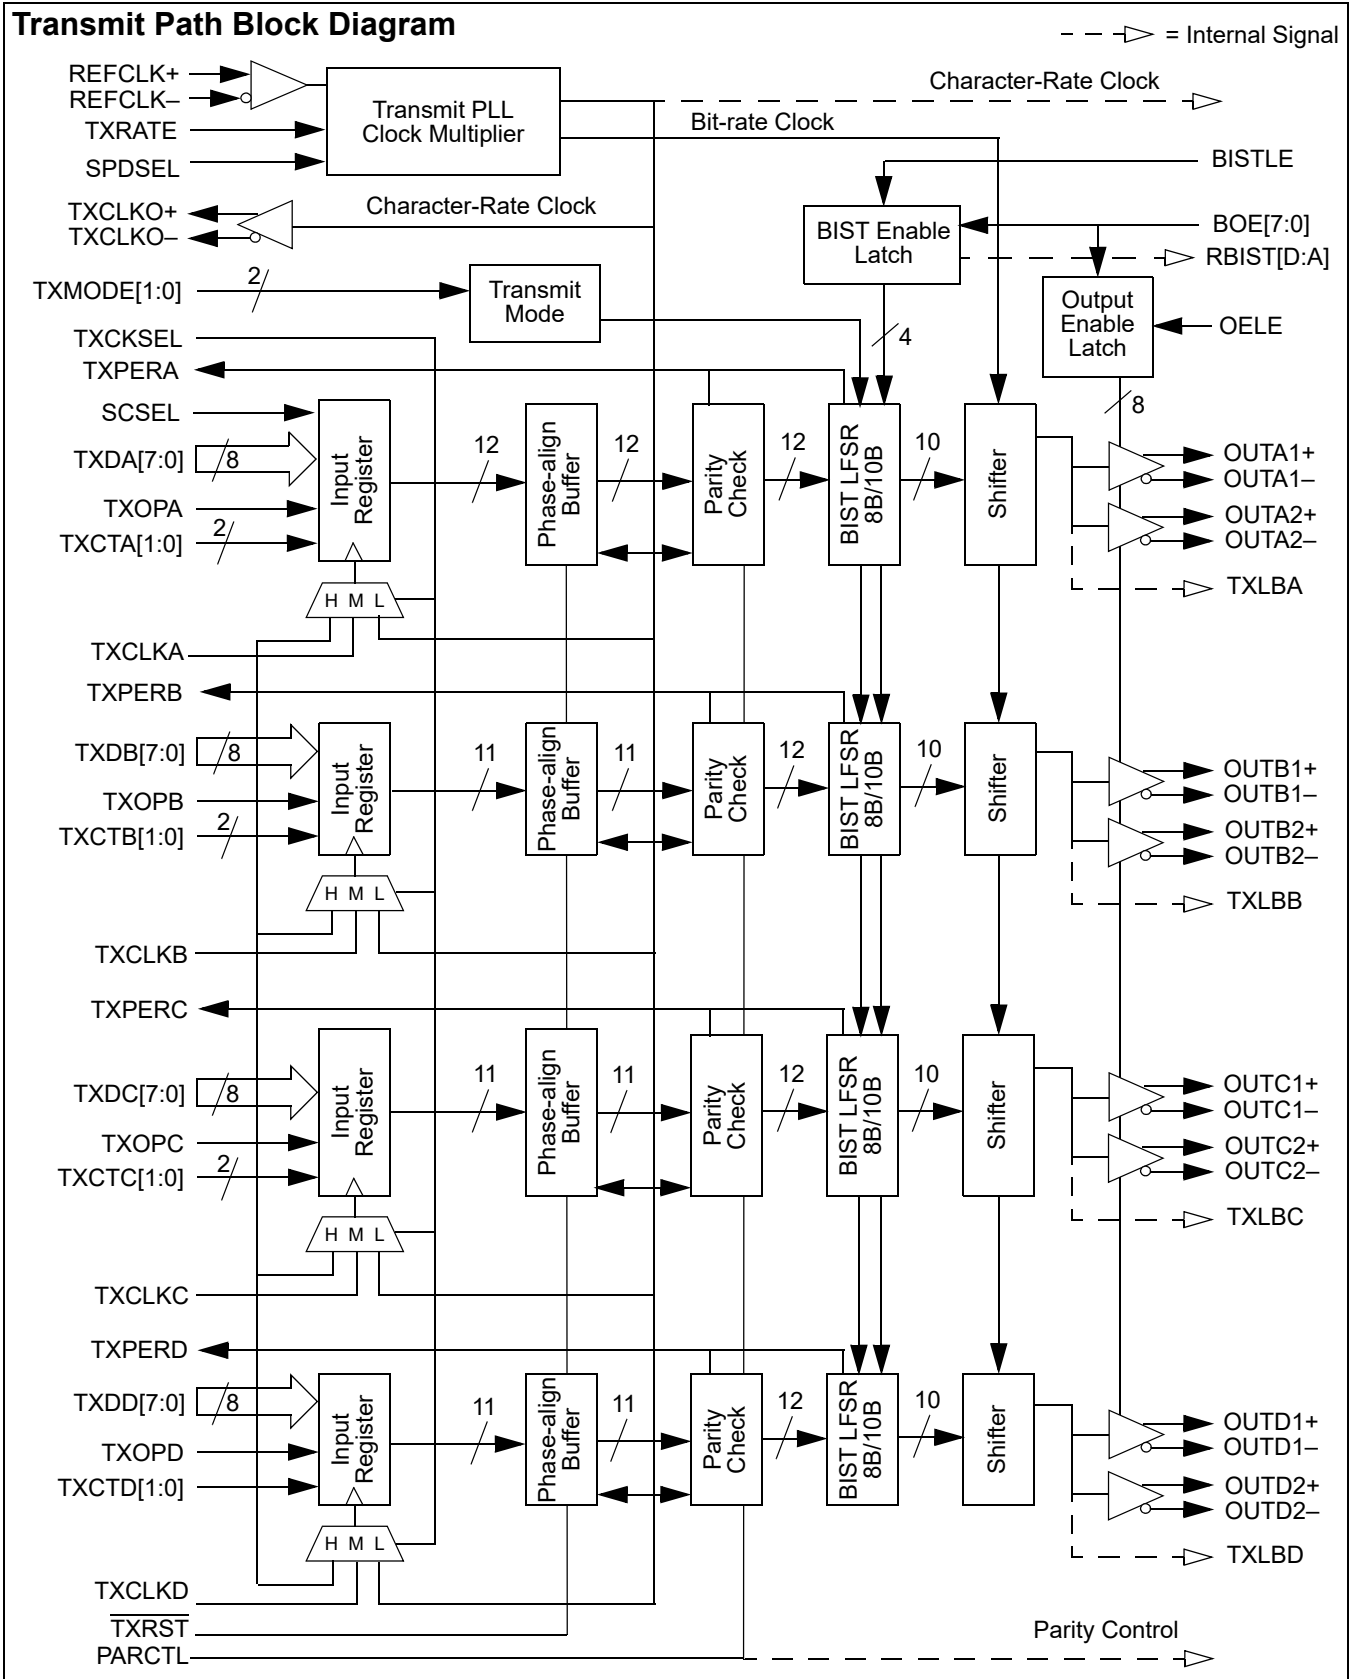 Transmit Path Block Diagram
= Internal Signal
REFCLK+
REFCLK–
TXRATE
SPDSEL
Transmit PLL
Clock Multiplier
Character-Rate Clock
Bit-rate Clock
BISTLE
TXCLKO+
TXCLKO–
Character-Rate Clock
BIST Enable
Latch
BOE[7:0]
RBIST[D:A]
TXMODE[1:0]
2
Transmit
Mode
Output
Enable
Latch
OELE
4
8
TXCKSEL
TXPERA
SCSEL
TXDA[7:0]
8
TXOPA
TXCTA[1:0]
2
Input
Register
12
Phase-align
Buffer
12
Parity
Check
12
BIST LFSR
8B/10B
10
Shifter
OUTA1+
OUTA1–
OUTA2+
OUTA2–
TXLBA
H M L
TXCLKA
TXPERB
TXDB[7:0]
8
TXOPB
TXCTB[1:0]
2
Input
Register
11
Phase-align
Buffer
11
Parity
Check
12
BIST LFSR
8B/10B
10
Shifter
OUTB1+
OUTB1–
OUTB2+
OUTB2–
TXLBB
H M L
TXCLKB
TXPERC
TXDC[7:0]
8
TXOPC
TXCTC[1:0]
2
Input
Register
11
Phase-align
Buffer
11
Parity
Check
12
BIST LFSR
8B/10B
10
Shifter
OUTC1+
OUTC1–
OUTC2+
OUTC2–
TXLBC
H M L
TXCLKC
TXPERD
TXDD[7:0]
8
TXOPD
TXCTD[1:0]
Input
Register
11
Phase-align
Buffer
11
Parity
Check
12
BIST LFSR
8B/10B
10
Shifter
OUTD1+
OUTD1–
OUTD2+
OUTD2–
TXLBD
H M L
TXCLKD
TXRST
PARCTL
Parity Control